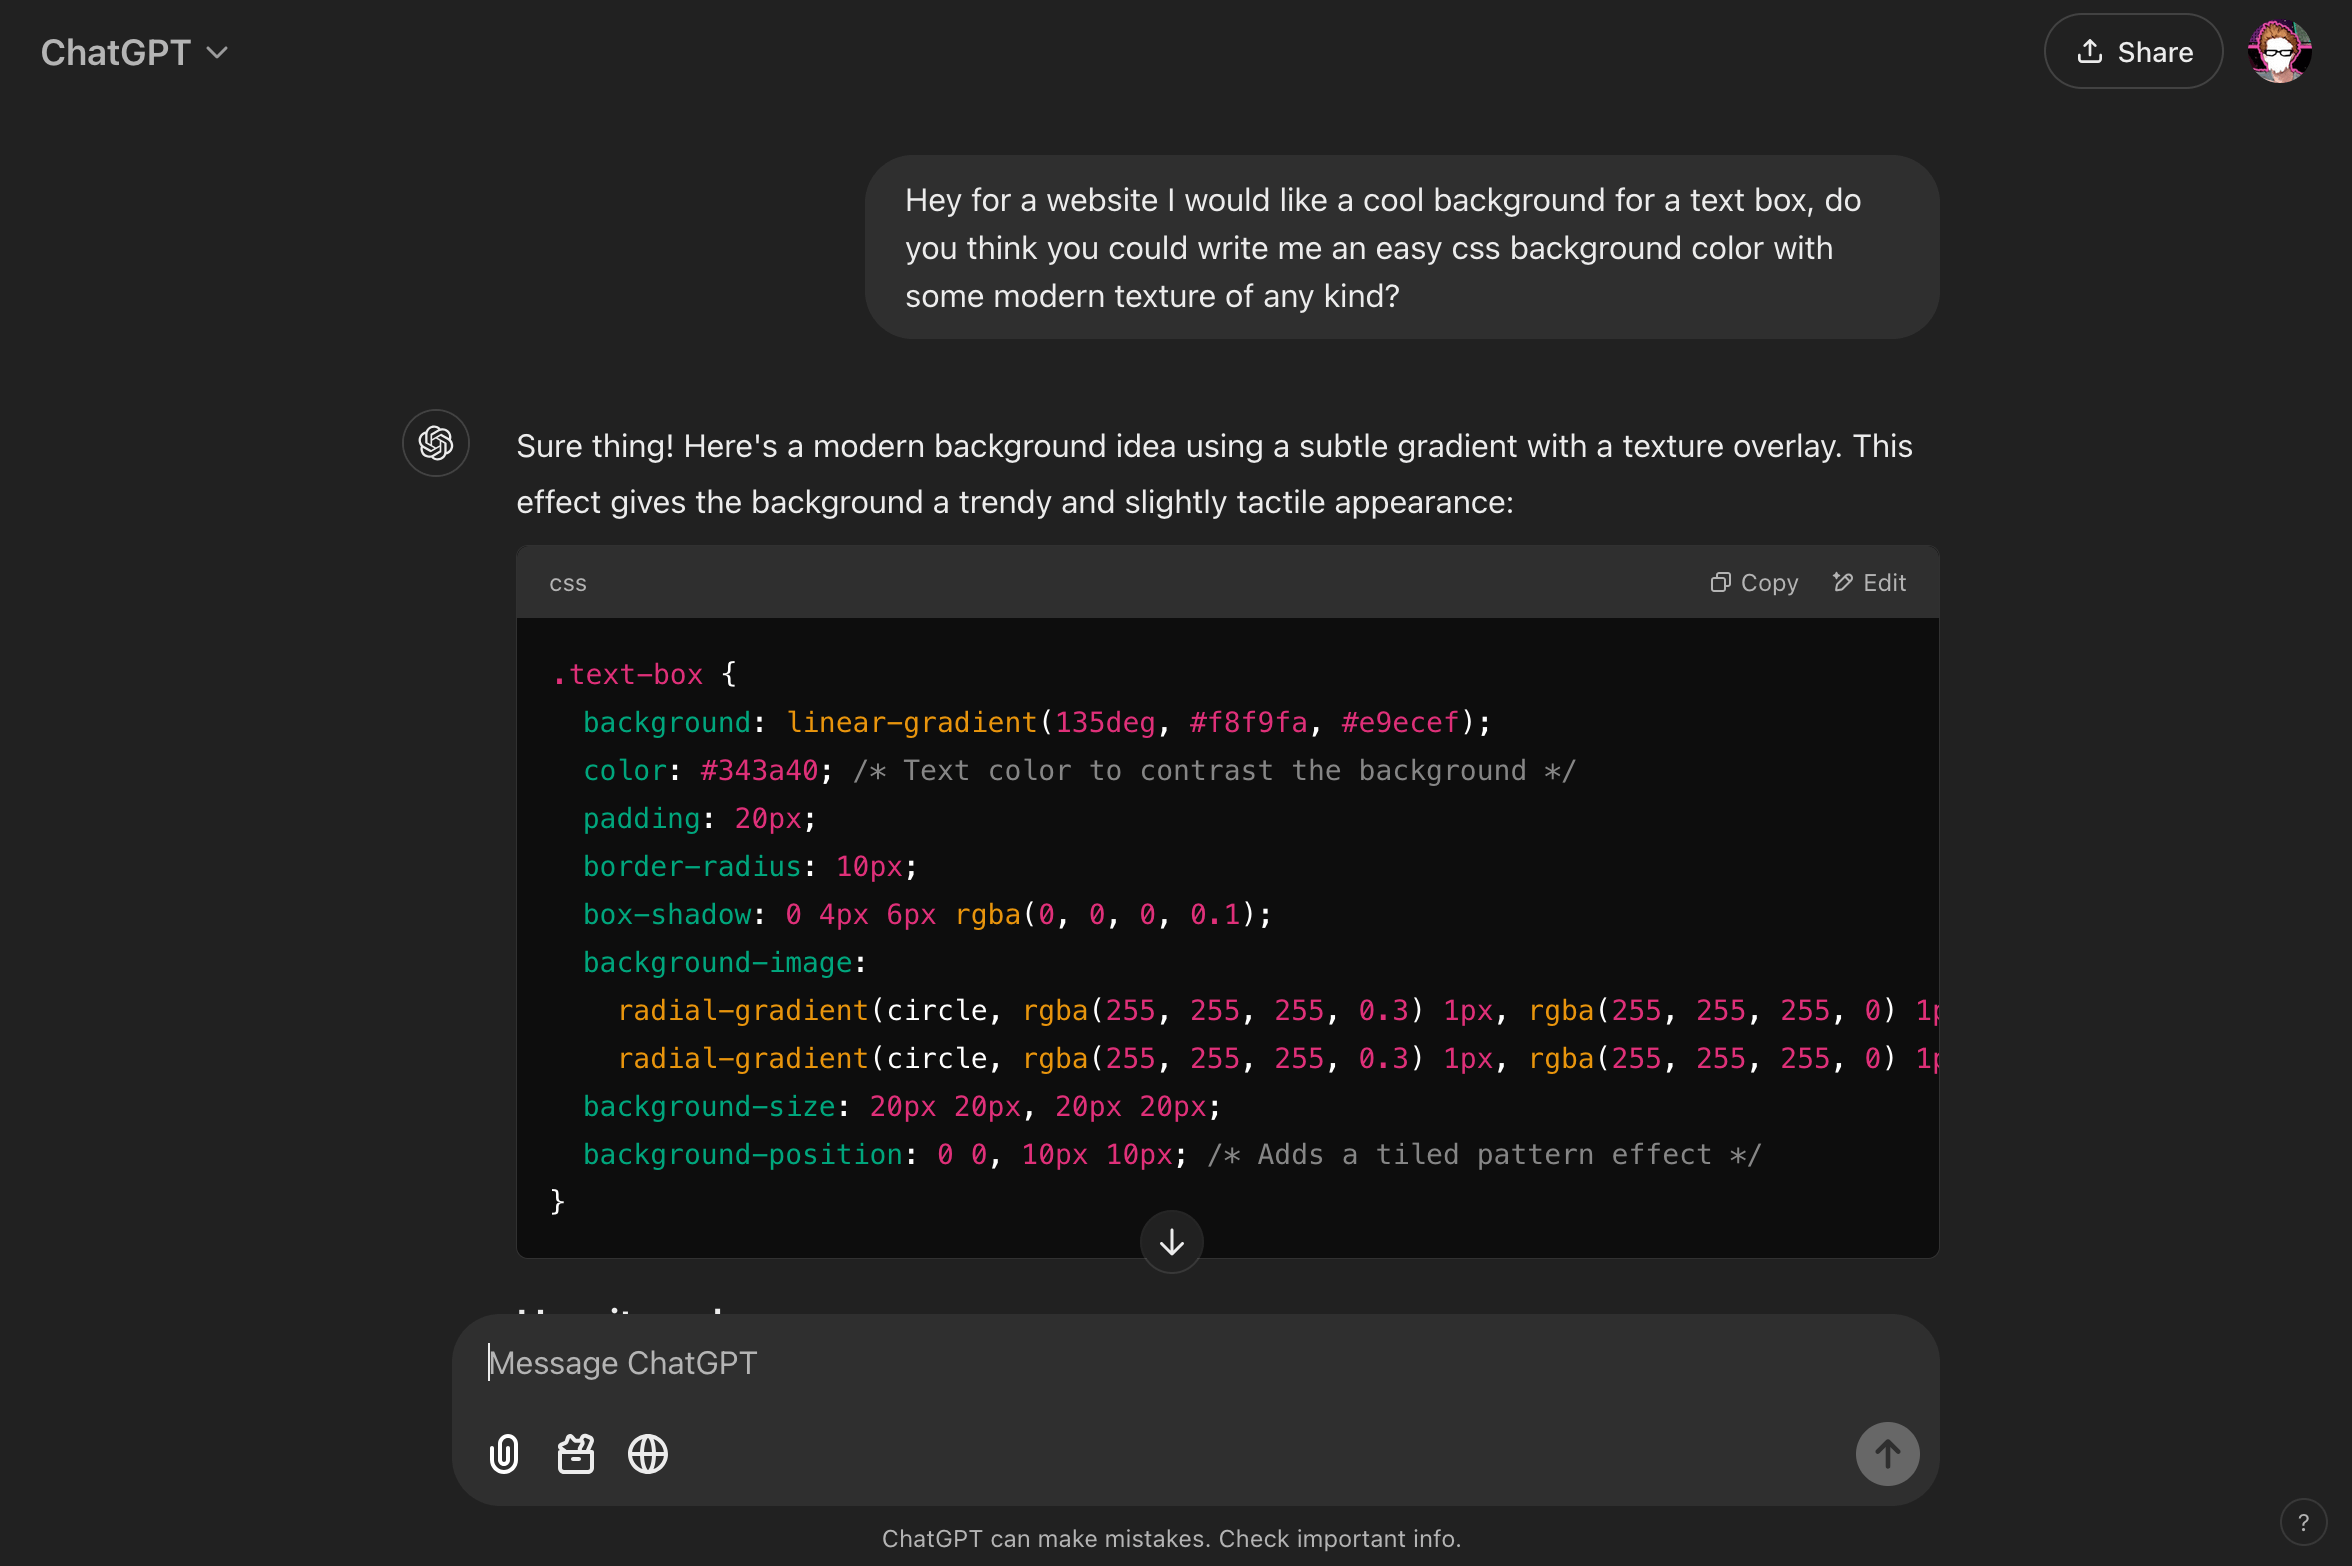 ChatGPT
Share
Hey for a website I would like a cool background for a text box, do
you think you could write me an easy css background color with
some modern texture of any kind?
Sure thing! Here's a modern background idea using a subtle gradient with a texture overlay. This
effect gives the background a trendy and slightly tactile appearance:
css
Copy
Edit
.text-box {
  background: linear-gradient(135deg, #f8f9fa, #e9ecef);
  color: #343a40; /* Text color to contrast the background */
  padding: 20px;
  border-radius: 10px;
  box-shadow: 0 4px 6px rgba(0, 0, 0, 0.1);
  background-image:
    radial-gradient(circle, rgba(255, 255, 255, 0.3) 1px, rgba(255, 255, 255, 0)
    radial-gradient(circle, rgba(255, 255, 255, 0.3) 1px, rgba(255, 255, 255, 0)
  background-size: 20px 20px, 20px 20px;
  background-position: 0 0, 10px 10px; /* Adds a tiled pattern effect */
}
Message ChatGPT
ChatGPT can make mistakes. Check important info.
?